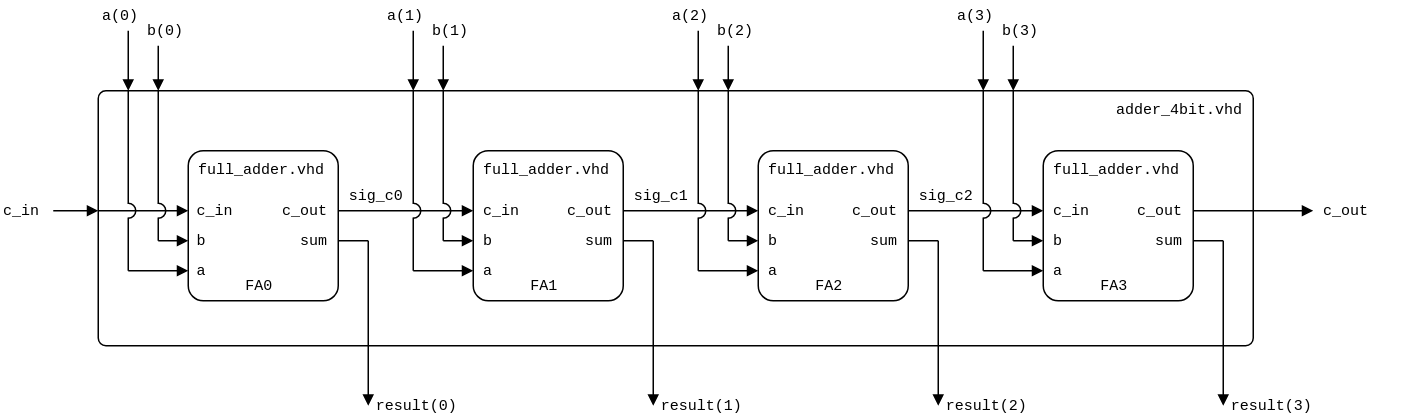 a(0)
a(1)
a(2)
a(3)
b(0)
b(1)
b(2)
b(3)
adder_4bit.vhd
full_adder.vhd
full_adder.vhd
full_adder.vhd
full_adder.vhd
sig_c0
sig_c1
sig_c2
c_in
c_in
c_out
c_in
c_out
c_in
c_out
c_in
c_out
c_out
b
sum
b
sum
b
sum
b
sum
a
a
a
a
FA0
FA1
FA2
FA3
result(0)
result(1)
result(2)
result(3)